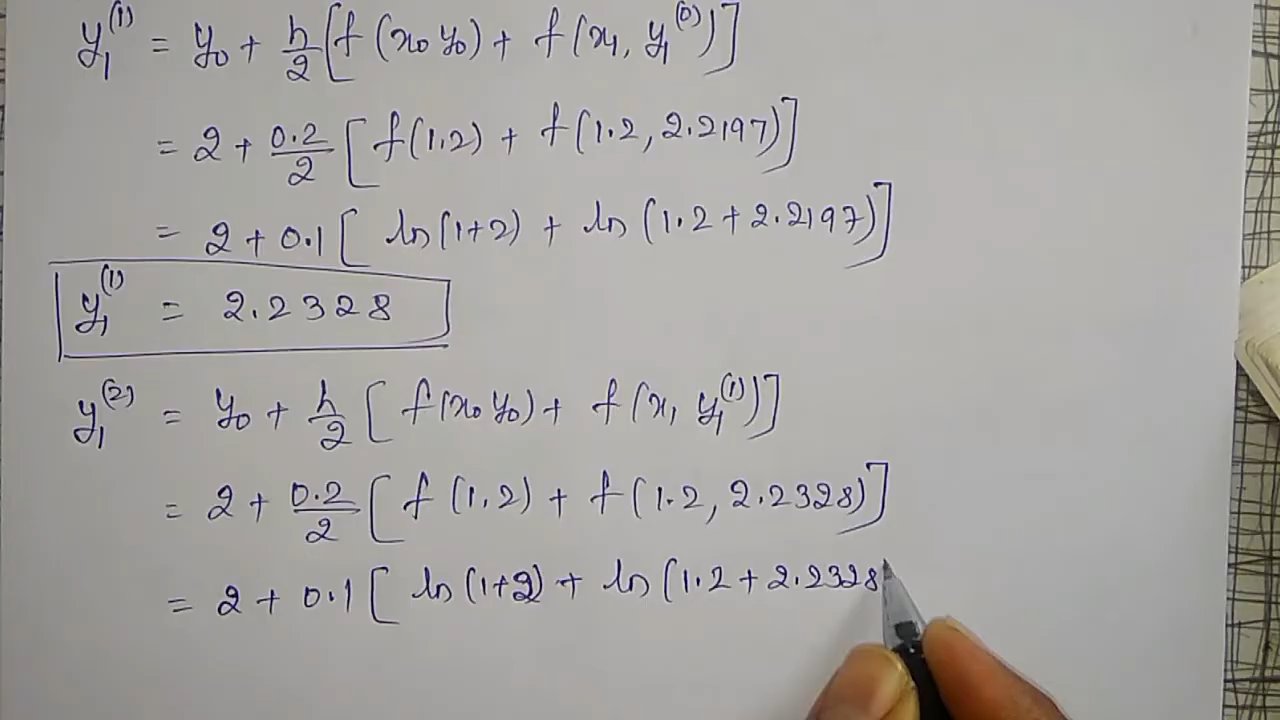 y₁⁽¹⁾ = y₀ + h/2 [f(x₀ y₀) + f(x₁, y₁⁽⁰⁾)]
= 2 + 0.2/2 [f(1.2) + f(1.2, 2.2197)]
= 2 + 0.1 [ln(1+2) + ln(1.2 + 2.2197)]
y₁⁽¹⁾ = 2.2328
y₁⁽²⁾ = y₀ + h/2 [f(x₀ y₀) + f(x₁ y₁⁽¹⁾)]
= 2 + 0.2/2 [f(1,2) + f(1.2, 2.2328)]
= 2 + 0.1 [ln(1+2) + ln(1.2 + 2.2328